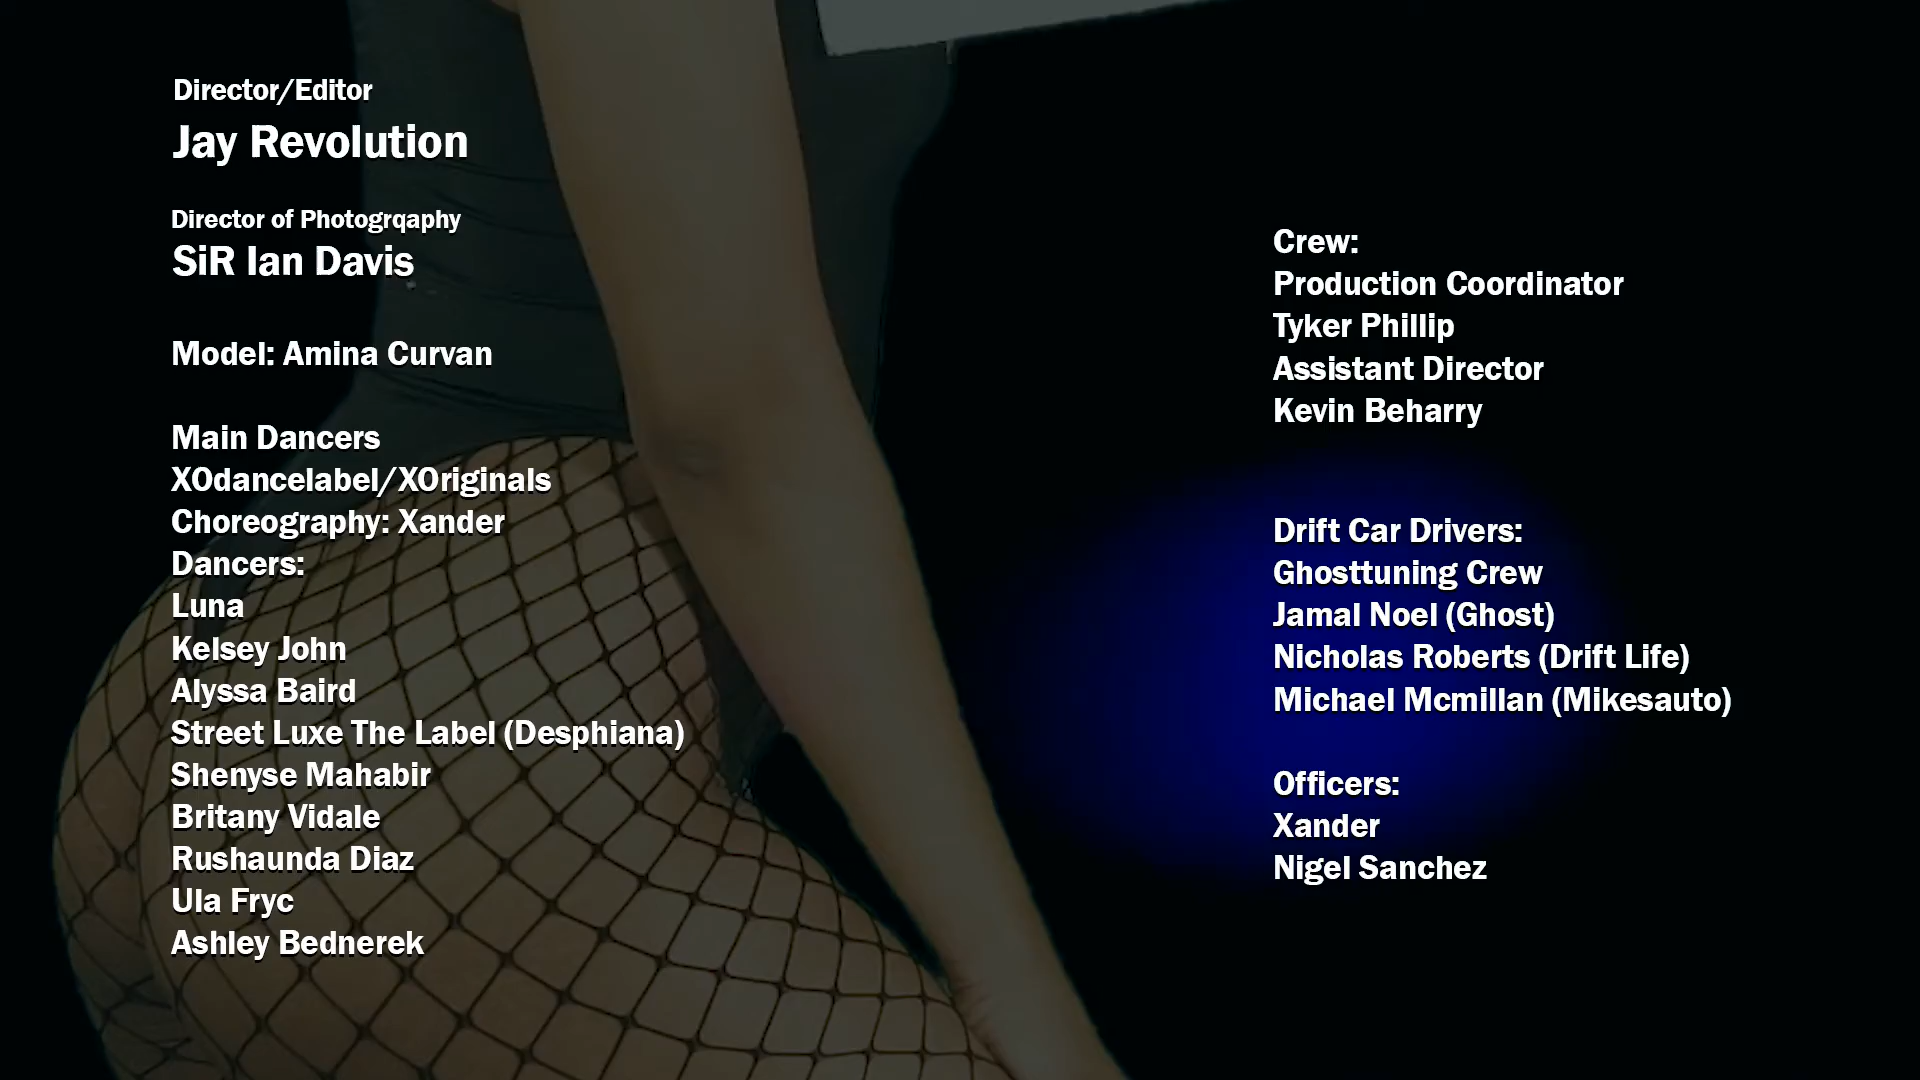 Director/Editor
Jay Revolution
Director of Photogrqaphy
SiR Ian Davis
Model: Amina Curvan
Main Dancers
XOdancelabel/XOriginals
Choreography: Xander
Dancers:
Luna
Kelsey John
Alyssa Baird
Street Luxe The Label (Desphiana)
Shenyse Mahabir
Britany Vidale
Rushaunda Diaz
Ula Fryc
Ashley Bednerek
Crew:
Production Coordinator
Tyker Phillip
Assistant Director
Kevin Beharry
Drift Car Drivers:
Ghosttuning Crew
Jamal Noel (Ghost)
Nicholas Roberts (Drift Life)
Michael Mcmillan (Mikesauto)
Officers:
Xander
Nigel Sanchez